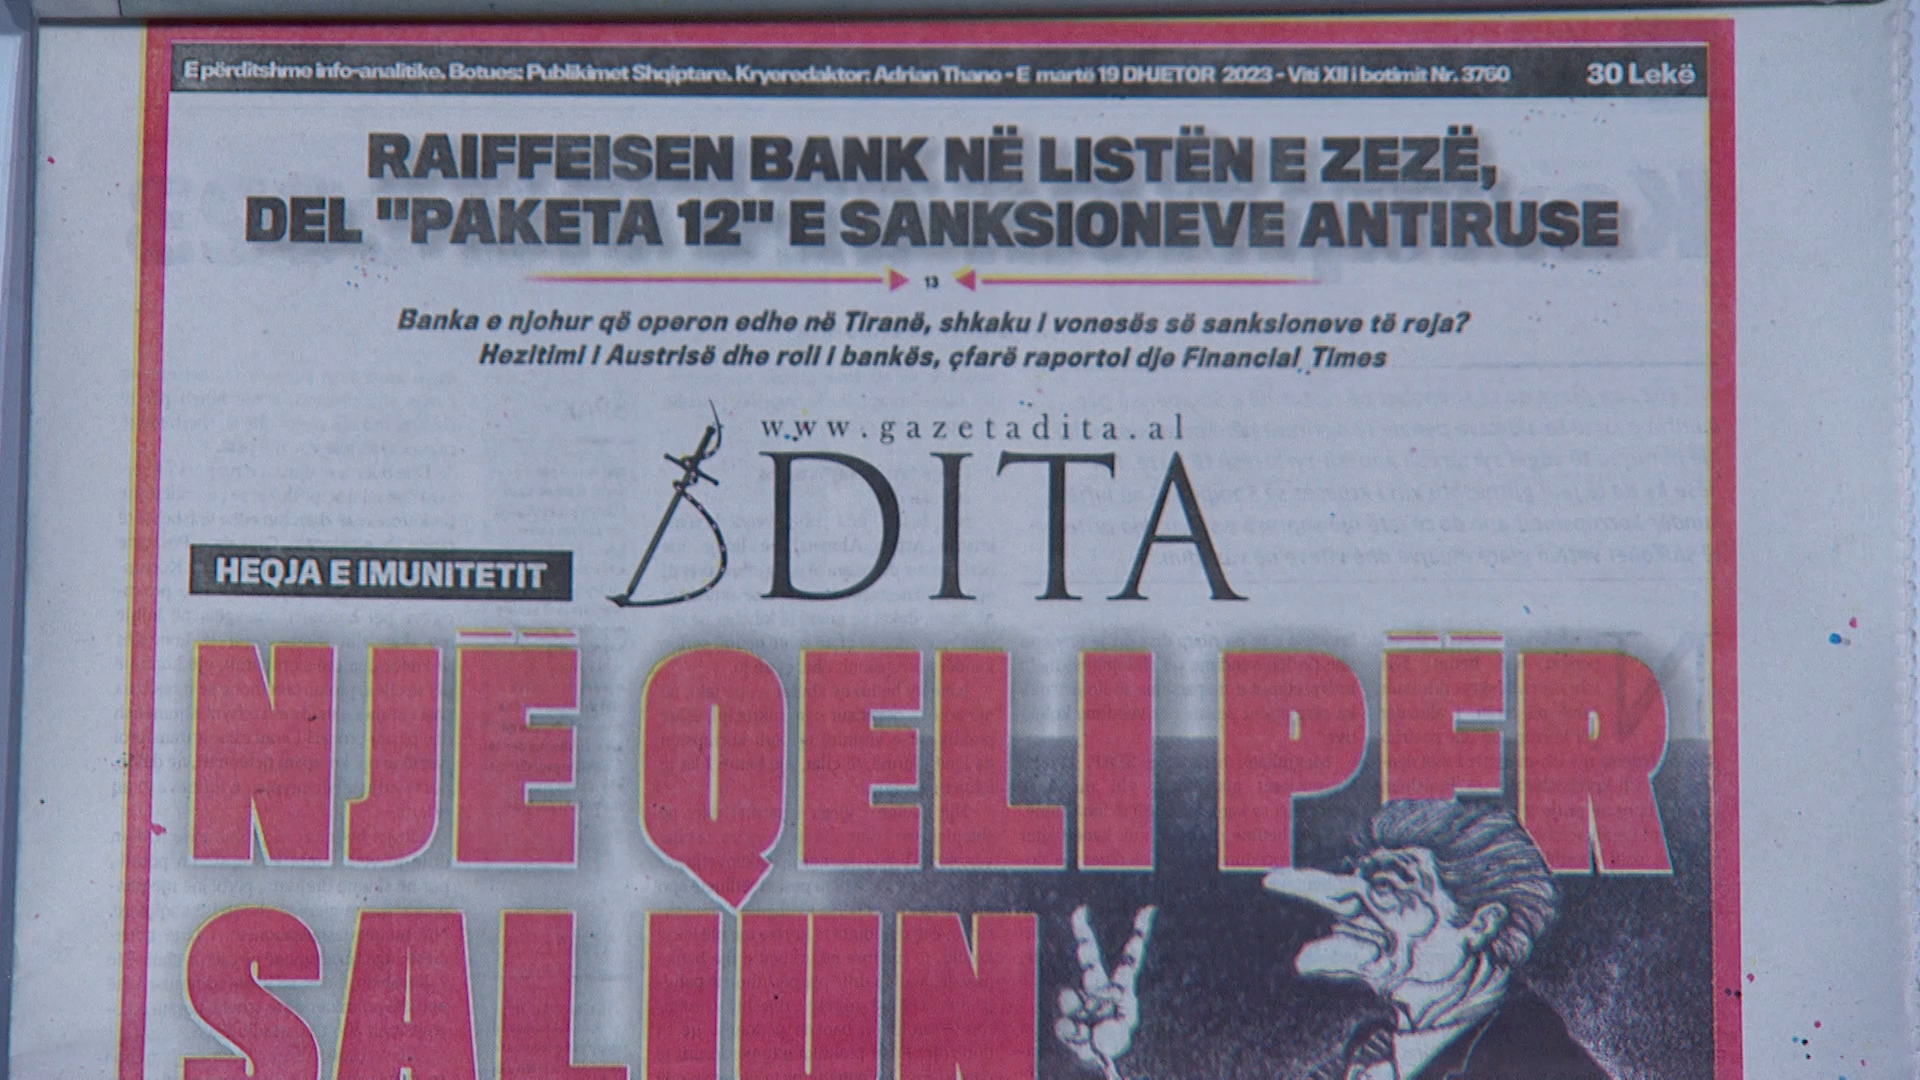 E përditshme info-analitike. Botues: Publikimet Shqiptare. Kryeredaktor: Adrian Thano - E martë 19 DHJETOR 2023 - Viti XII i botimit Nr. 3760 30 Lekë
RAIFFEISEN BANK NË LISTËN E ZEZË,
DEL "PAKETA 12" E SANKSIONEVE ANTIRUSE
13
Banka e njohur që operon edhe në Tiranë, shkaku i vonesës së sanksioneve të reja?
Hezitimi i Austrisë dhe roli i bankës, çfarë raportoi dje Financial Times
www.gazetadita.al
DITA
HEQJA E IMUNITETIT
NJË QELI PËR
SALIUN